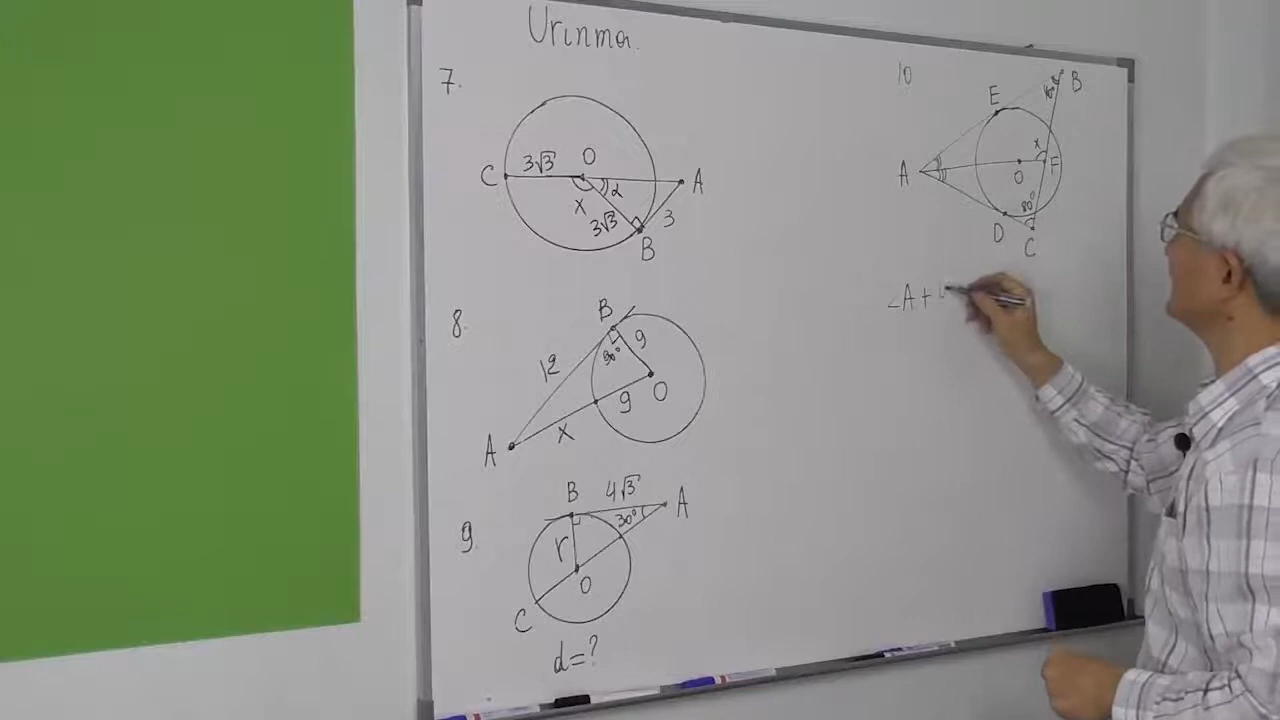 Urinma.
7.
C 3√3 O A
x α
3√3 3
B
8.
B
12 9
90°
9 O
x
A
9.
B 4√3 A
30°
r
O
C
d=?
10
B
E
x
A O F
80°
D C
∠A+